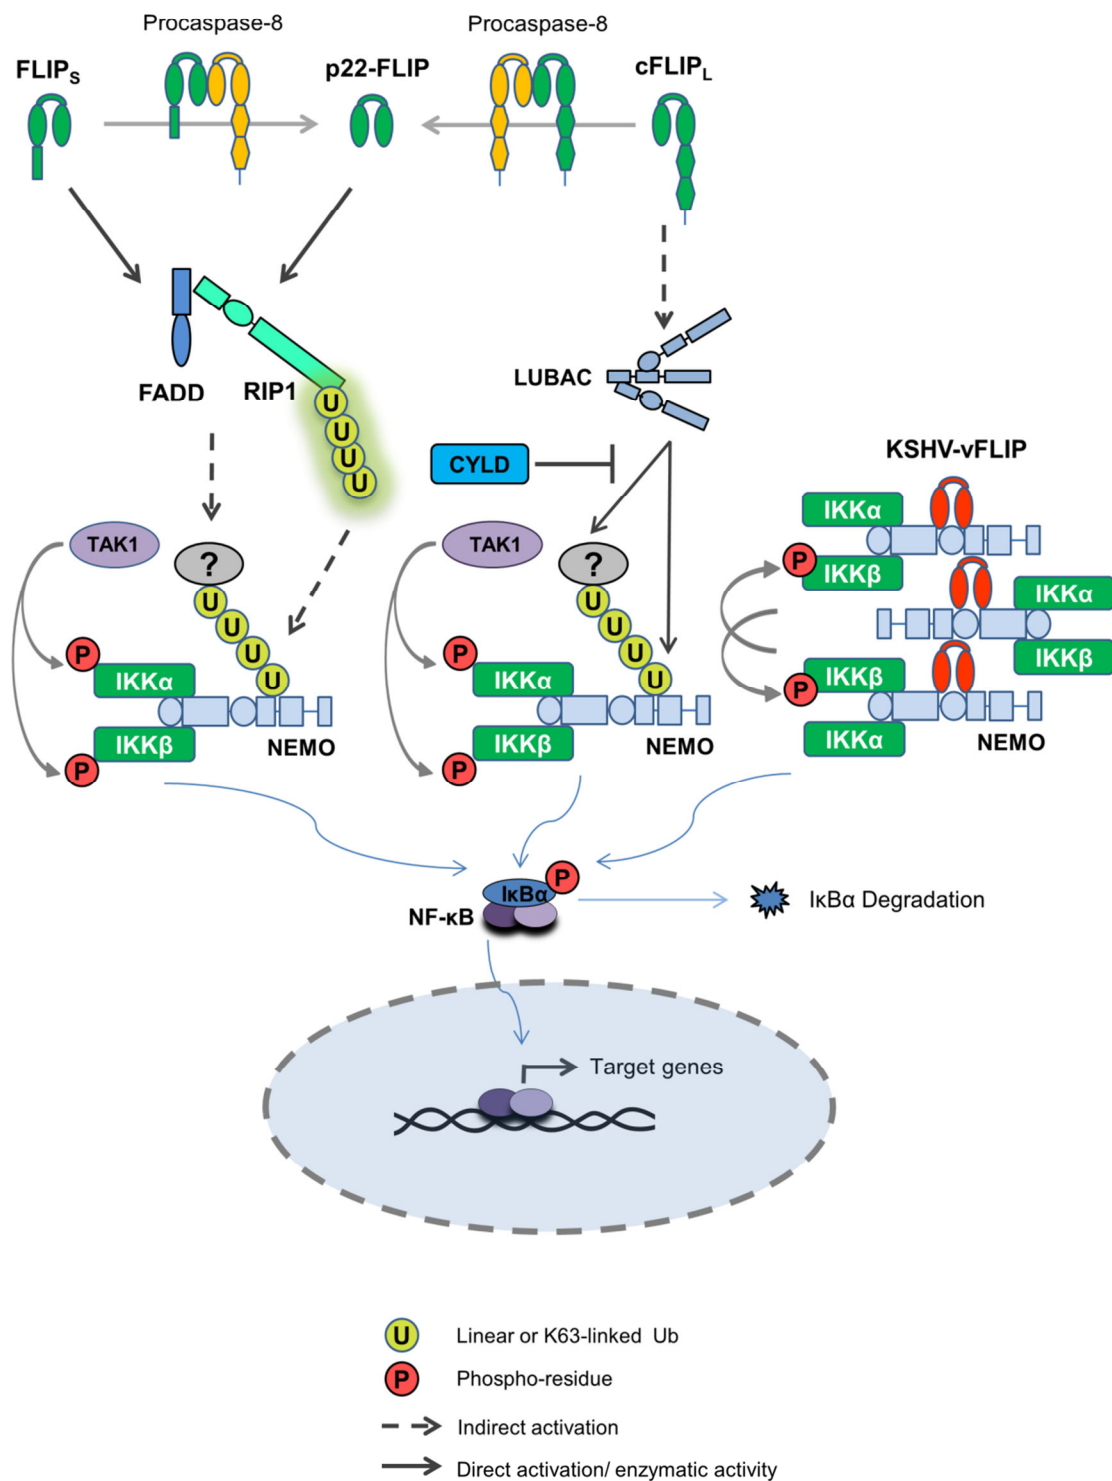 Procaspase-8
Procaspase-8
FLIPS
p22-FLIP
cFLIPL
FADD
RIP1
U
U
U
U
LUBAC
CYLD
KSHV-vFLIP
IKKα
P
IKKβ
IKKα
IKKβ
P
IKKβ
IKKα
NEMO
TAK1
?
U
U
U
U
P
IKKα
IKKβ
P
NEMO
TAK1
?
U
U
U
U
P
IKKα
IKKβ
P
NEMO
P
IκBα
NF-κB
IκBα Degradation
Target genes
U Linear or K63-linked Ub
P Phospho-residue
Indirect activation
Direct activation/ enzymatic activity